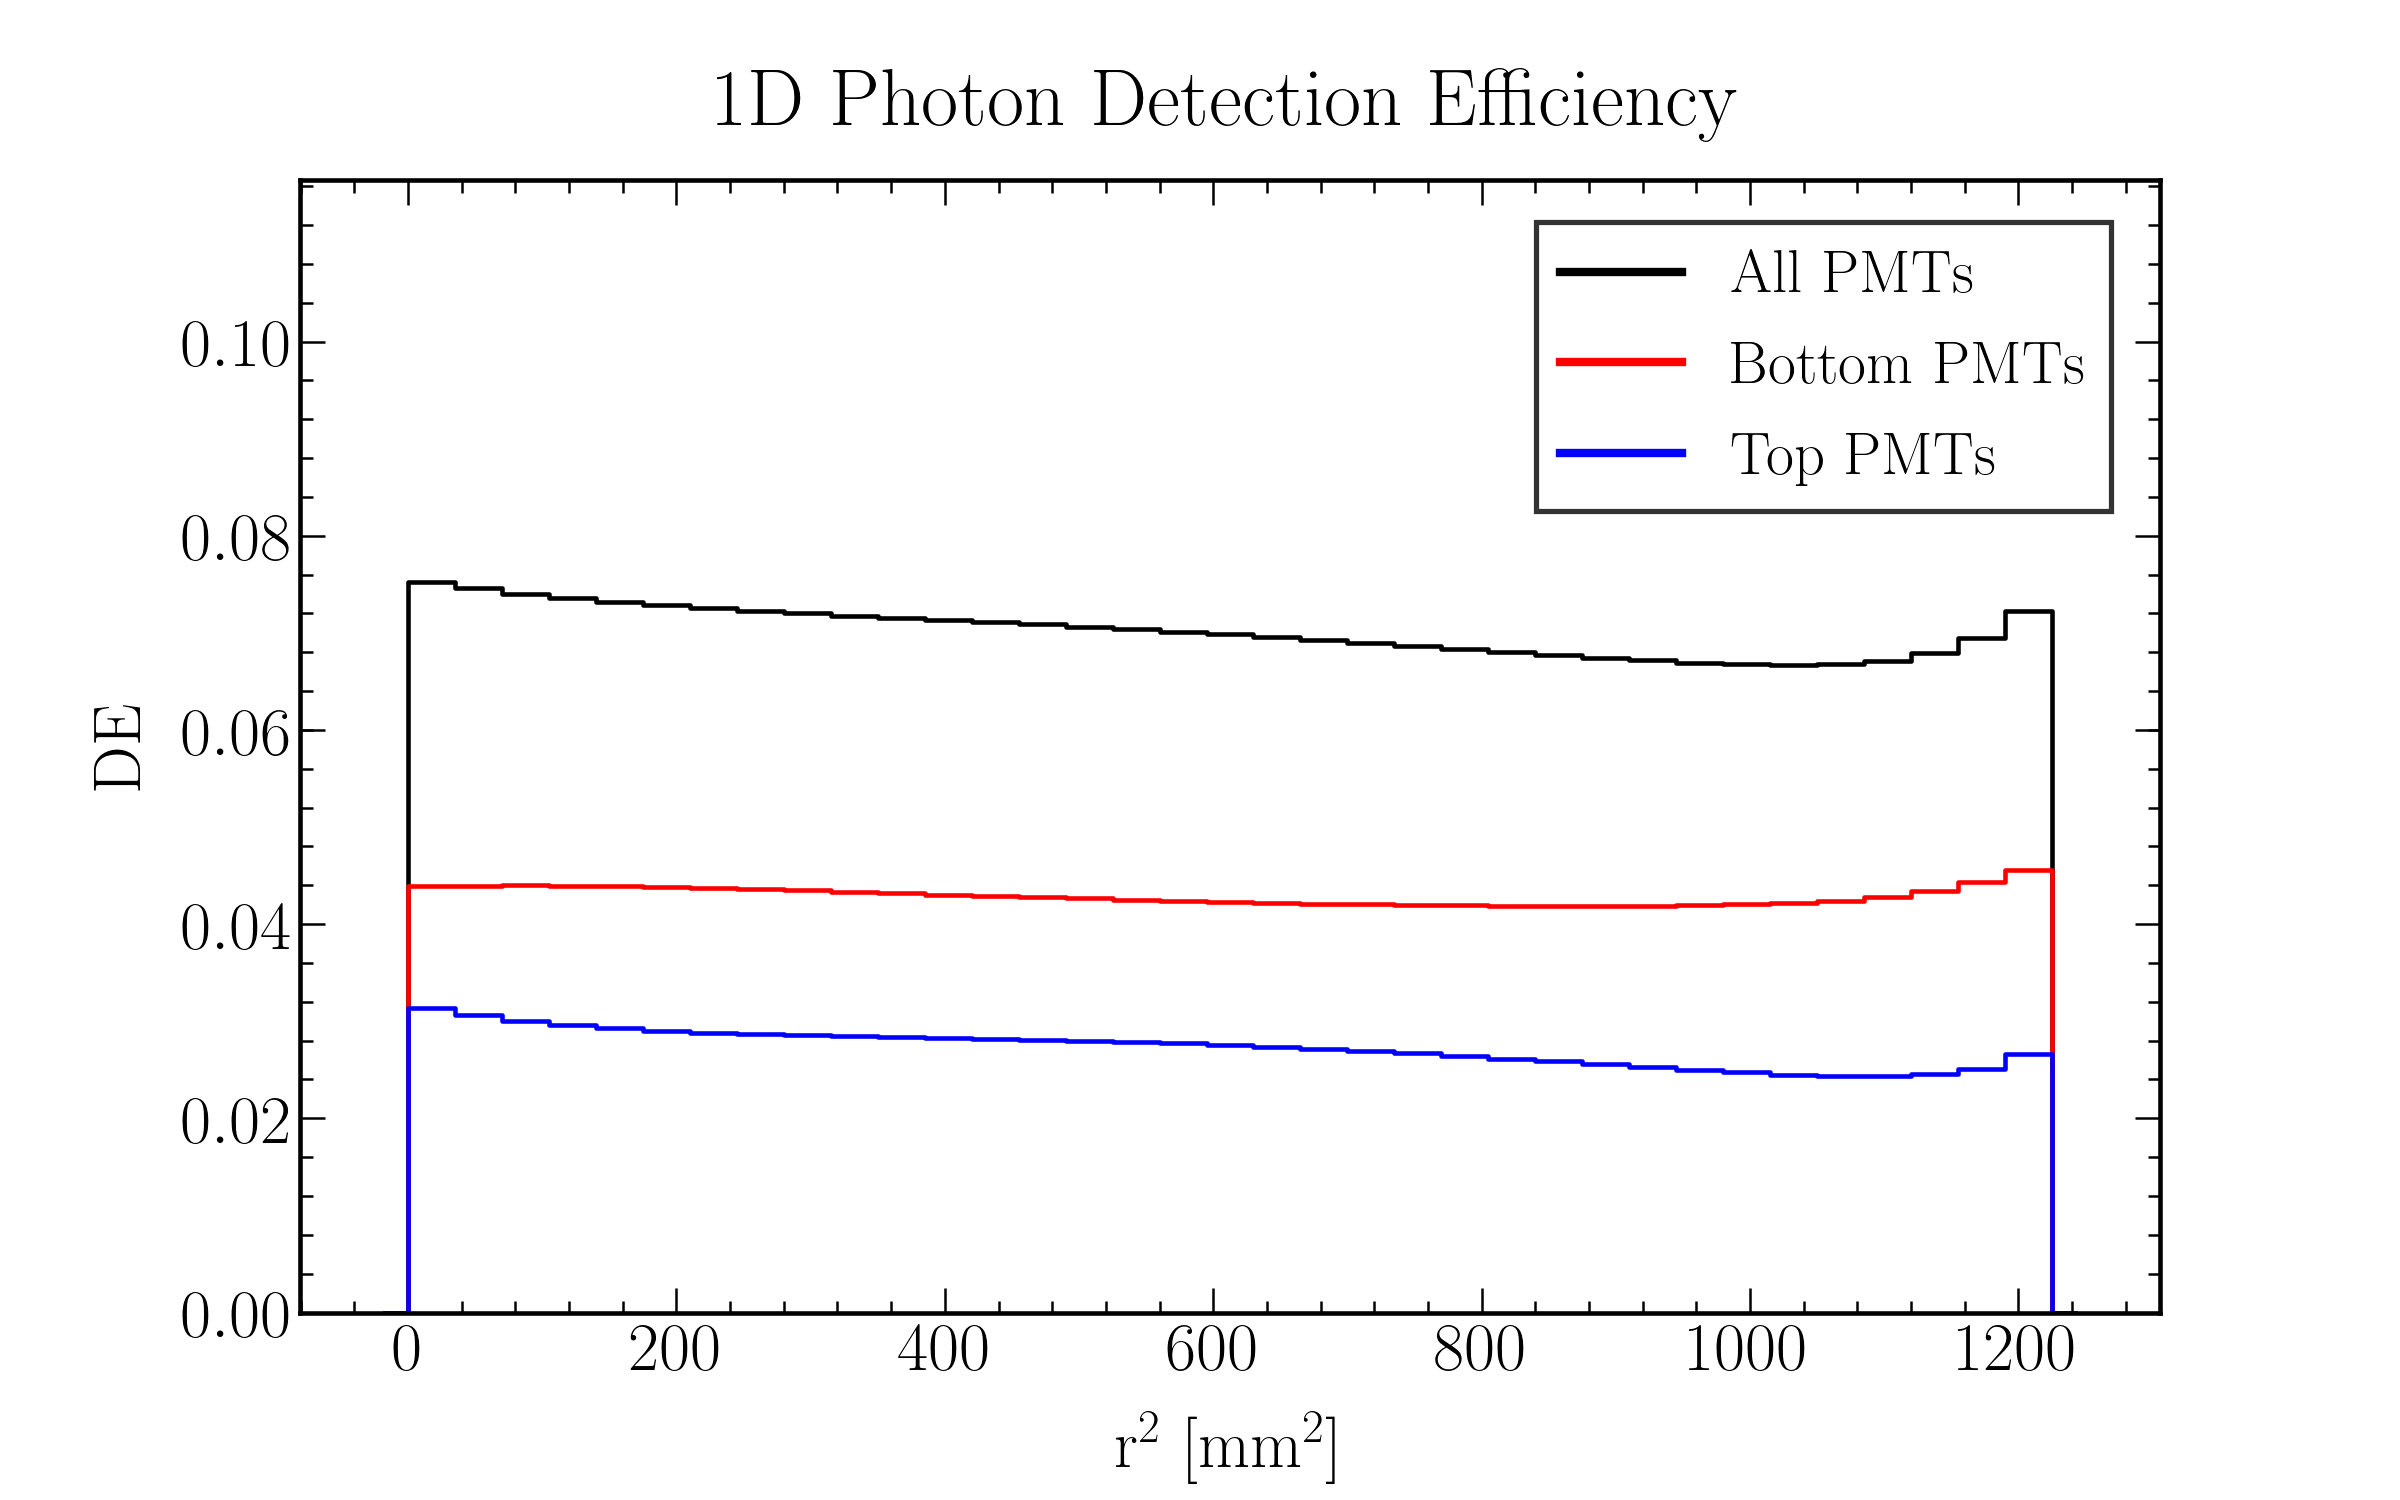 1D Photon Detection Efficiency
All PMTs
Bottom PMTs
Top PMTs
DE
0.10
0.08
0.06
0.04
0.02
0.00
0 200 400 600 800 1000 1200
r² [mm²]